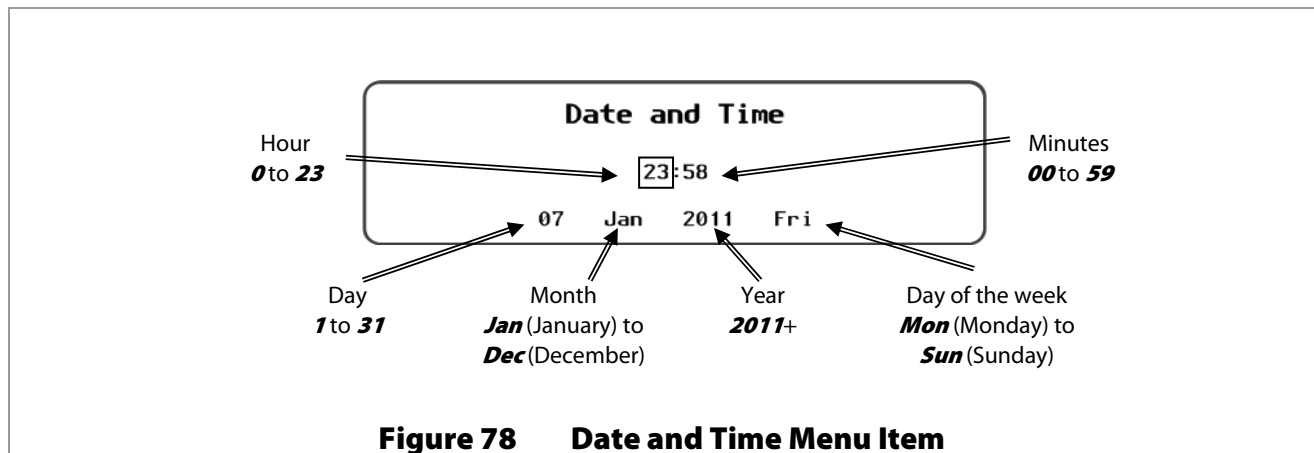 Date and Time
Hour
0 to 23
23:58
Minutes
00 to 59
07 Jan 2011 Fri
Day
1 to 31
Month
Jan (January) to
Dec (December)
Year
2011+
Day of the week
Mon (Monday) to
Sun (Sunday)
Figure 78 Date and Time Menu Item